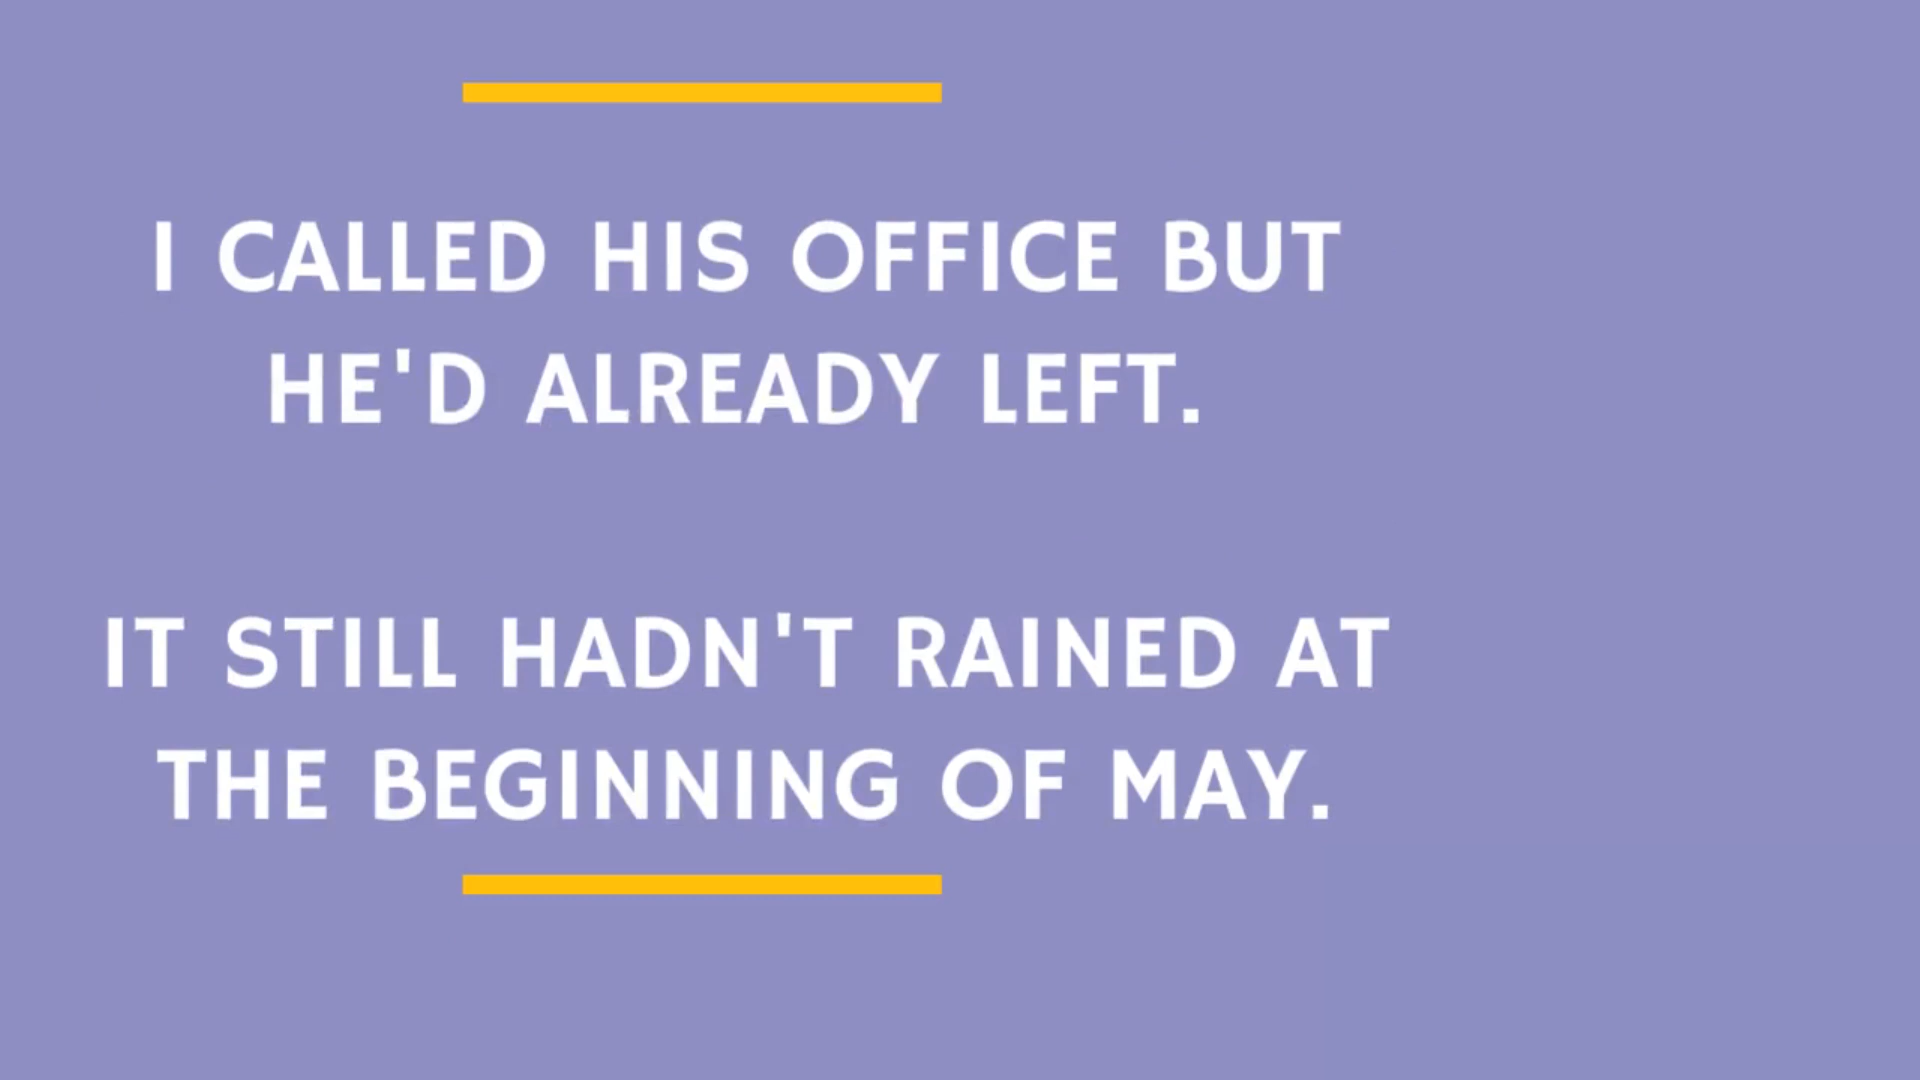 I CALLED HIS OFFICE BUT
HE'D ALREADY LEFT.
IT STILL HADN'T RAINED AT
THE BEGINNING OF MAY.